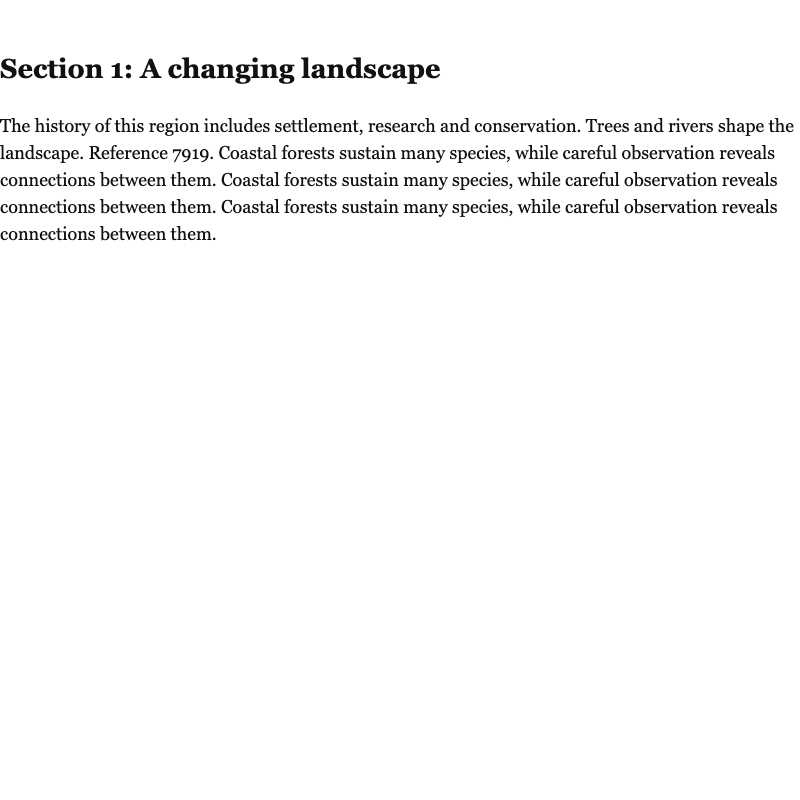 Section 1: A changing landscape
The history of this region includes settlement, research and conservation. Trees and rivers shape the
landscape. Reference 7919. Coastal forests sustain many species, while careful observation reveals
connections between them. Coastal forests sustain many species, while careful observation reveals
connections between them. Coastal forests sustain many species, while careful observation reveals
connections between them.